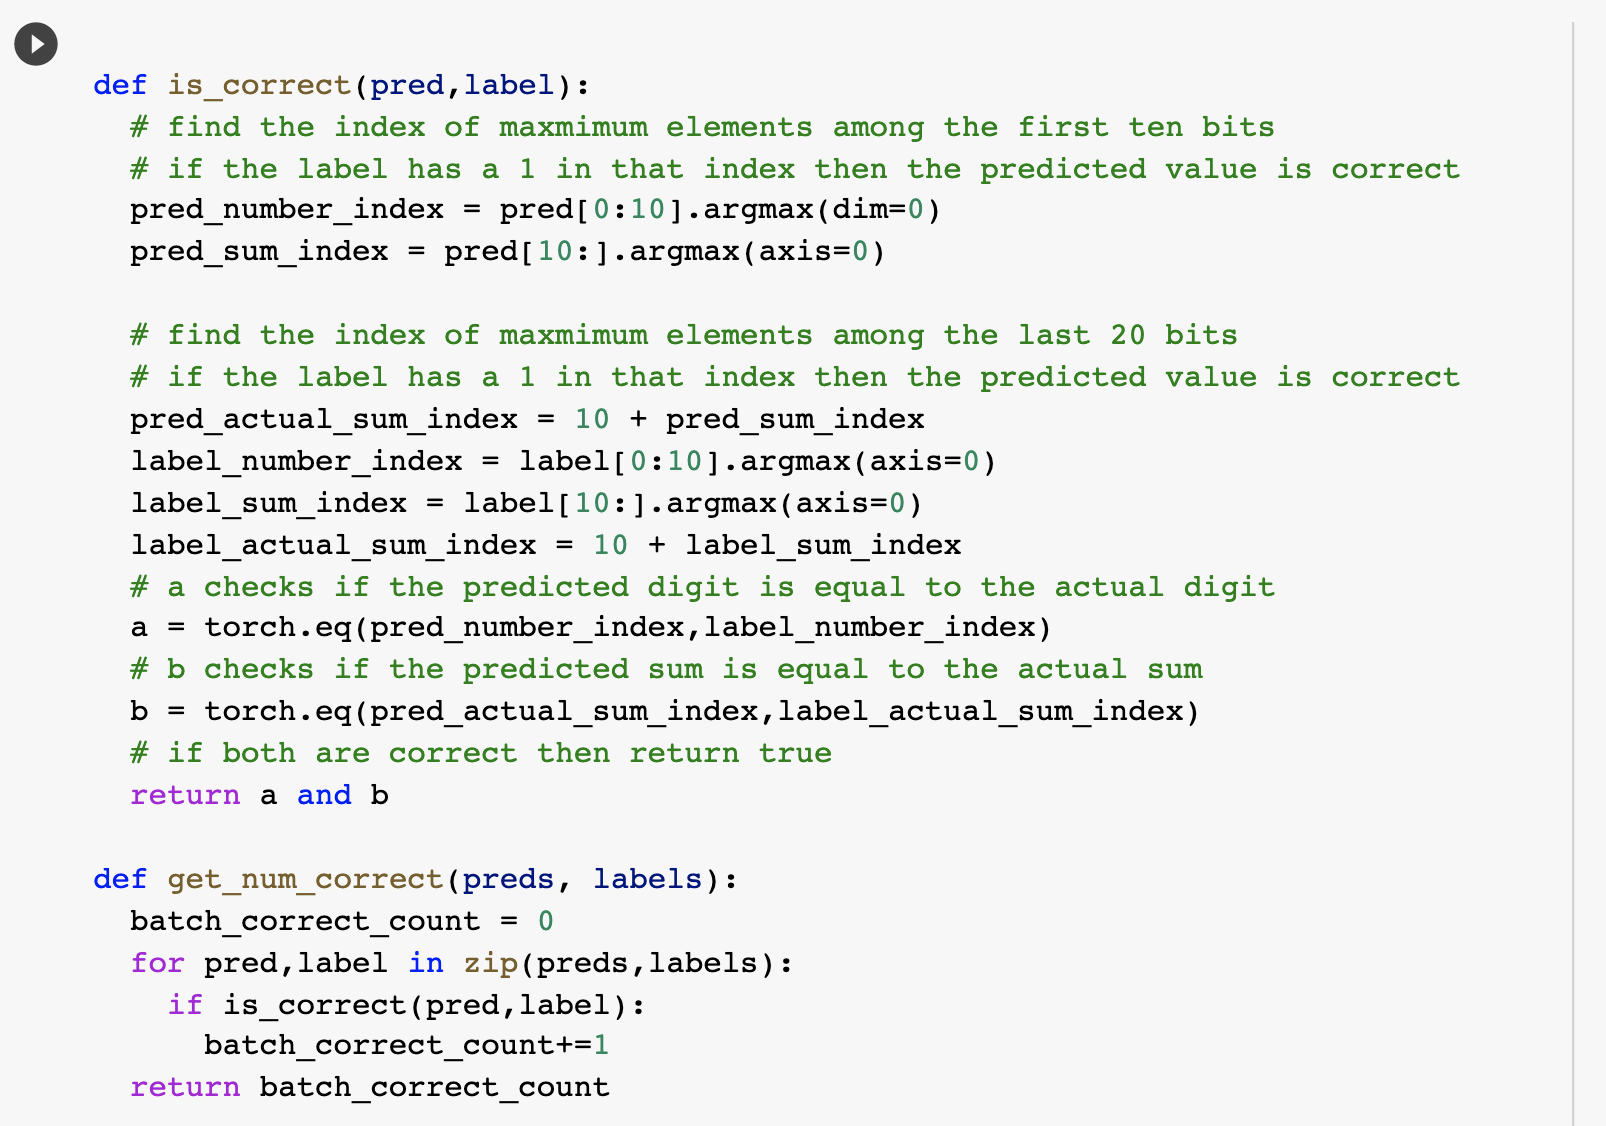 def is_correct(pred,label):
  # find the index of maxmimum elements among the first ten bits
  # if the label has a 1 in that index then the predicted value is correct
  pred_number_index = pred[0:10].argmax(dim=0)
  pred_sum_index = pred[10:].argmax(axis=0)

  # find the index of maxmimum elements among the last 20 bits
  # if the label has a 1 in that index then the predicted value is correct
  pred_actual_sum_index = 10 + pred_sum_index
  label_number_index = label[0:10].argmax(axis=0)
  label_sum_index = label[10:].argmax(axis=0)
  label_actual_sum_index = 10 + label_sum_index
  # a checks if the predicted digit is equal to the actual digit
  a = torch.eq(pred_number_index,label_number_index)
  # b checks if the predicted sum is equal to the actual sum
  b = torch.eq(pred_actual_sum_index,label_actual_sum_index)
  # if both are correct then return true
  return a and b

def get_num_correct(preds, labels):
  batch_correct_count = 0
  for pred,label in zip(preds,labels):
    if is_correct(pred,label):
      batch_correct_count+=1
  return batch_correct_count